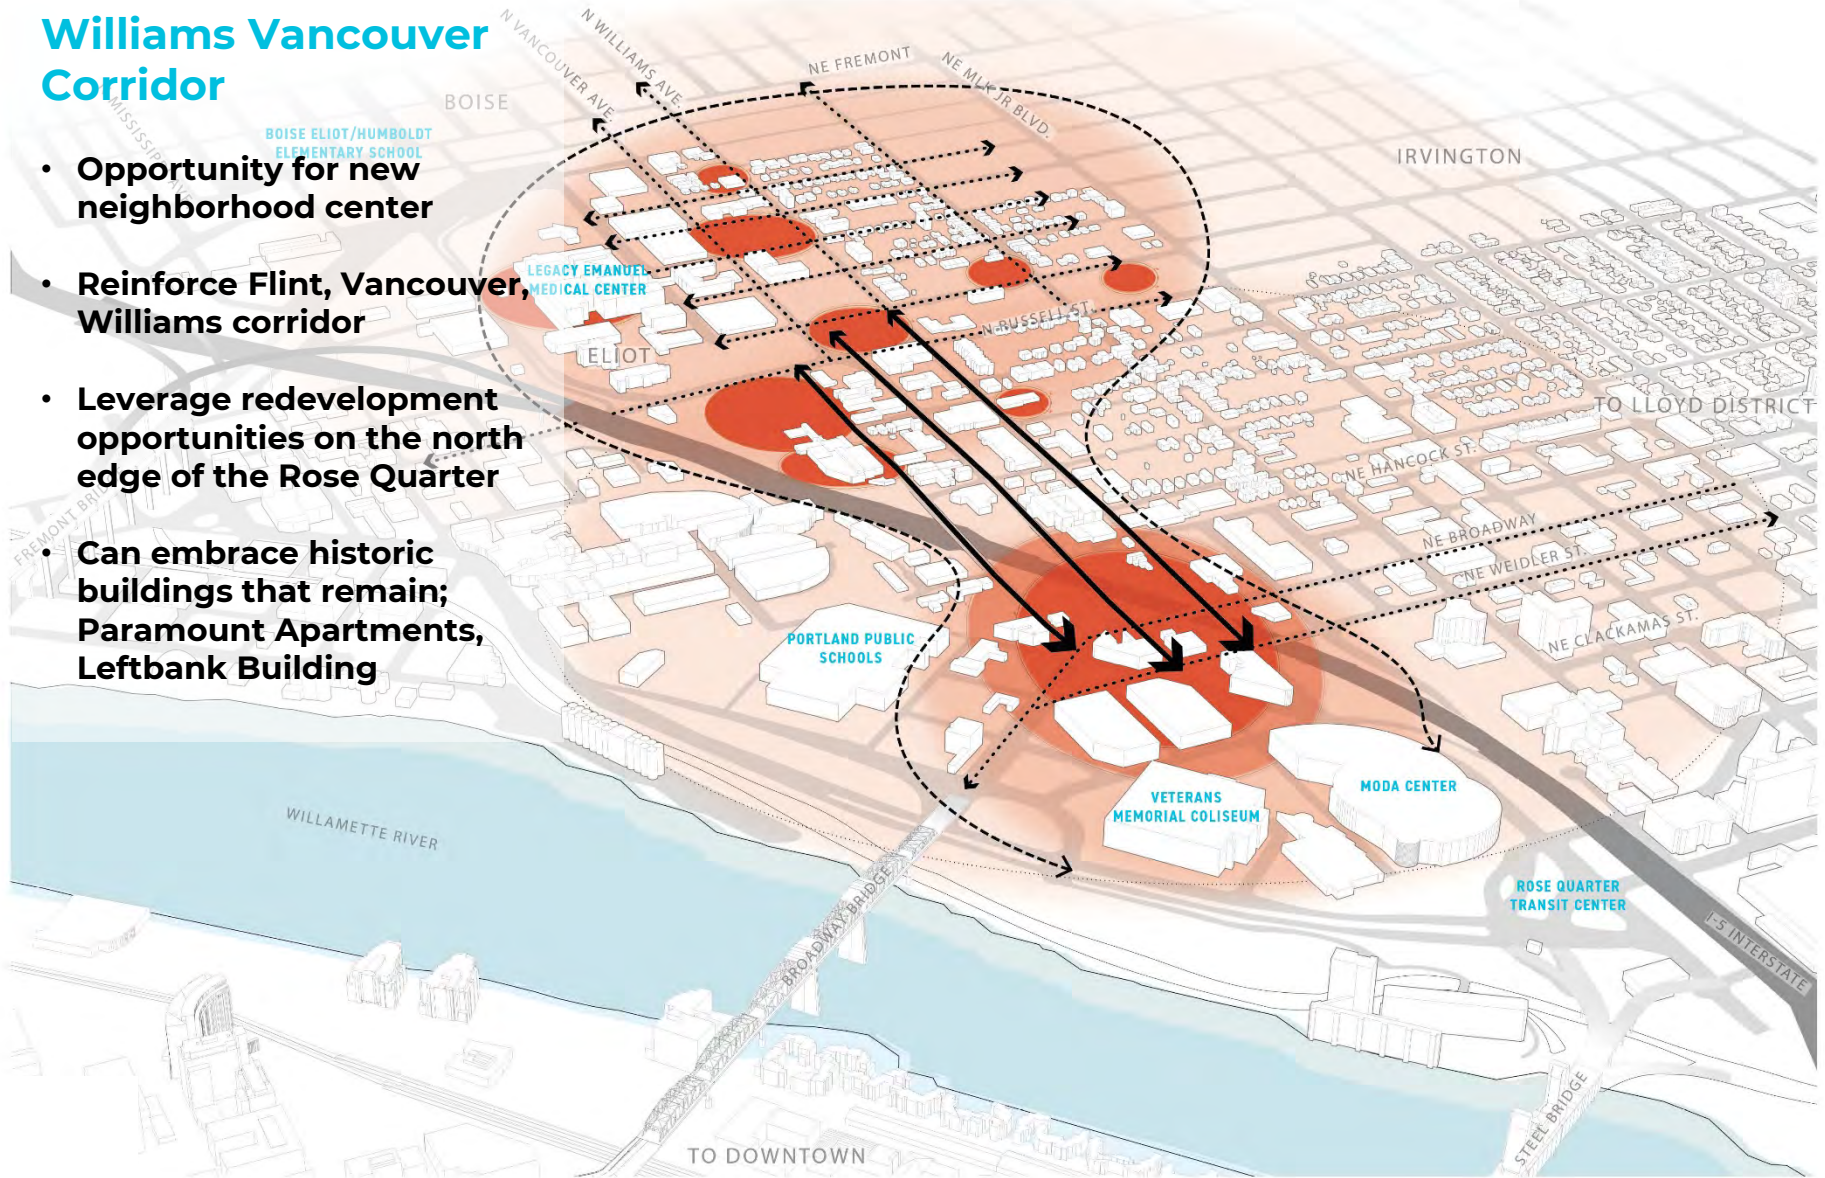 Williams Vancouver
Corridor
• Opportunity for new
neighborhood center
• Reinforce Flint, Vancouver,
Williams corridor
• Leverage redevelopment
opportunities on the north
edge of the Rose Quarter
• Can embrace historic
buildings that remain;
Paramount Apartments,
Leftbank Building
N VANCOUVER AVE.
N WILLIAMS AVE.
NE FREMONT
NE MLK JR BLVD.
BOISE
BOISE ELIOT/HUMBOLDT
ELEMENTARY SCHOOL
IRVINGTON
LEGACY EMANUEL
MEDICAL CENTER
N RUSSELL ST.
ELIOT
TO LLOYD DISTRICT
NE HANCOCK ST.
NE BROADWAY
NE WEIDLER ST.
NE CLACKAMAS ST.
PORTLAND PUBLIC
SCHOOLS
MODA CENTER
VETERANS
MEMORIAL COLISEUM
WILLAMETTE RIVER
ROSE QUARTER
TRANSIT CENTER
I-5 INTERSTATE
BROADWAY BRIDGE
STEEL BRIDGE
TO DOWNTOWN